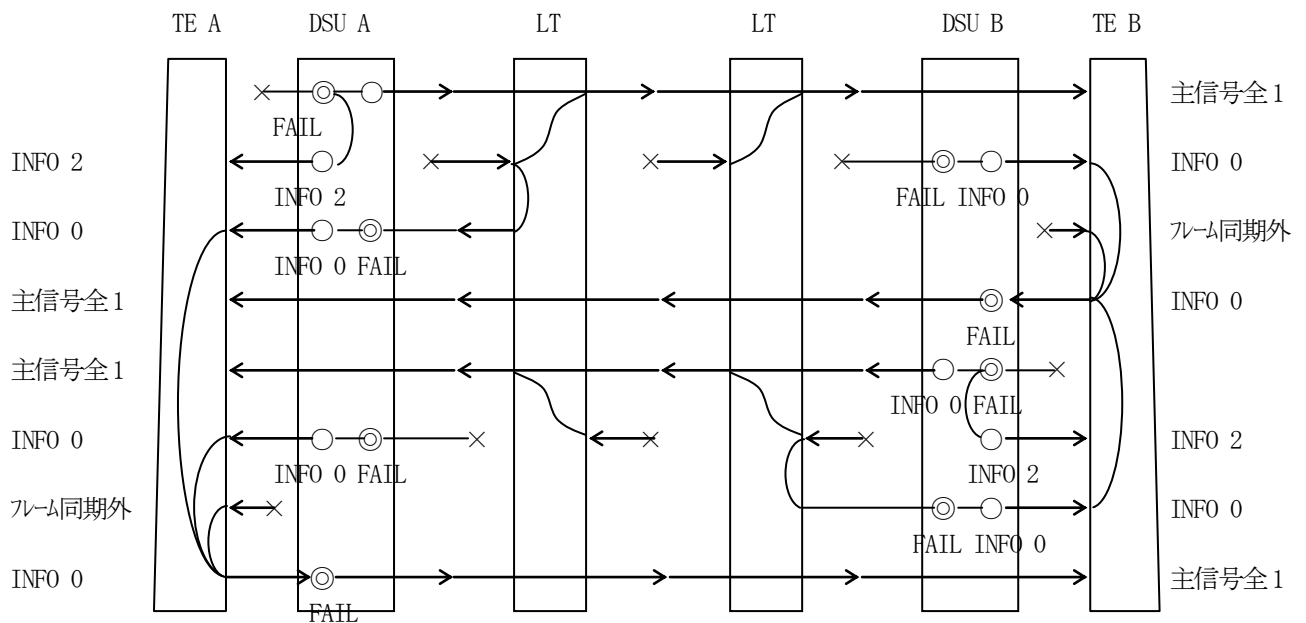 TE A DSU A LT LT DSU B TE B
主信号全1
FAIL
INFO 2 INFO 0
INFO 2 FAIL INFO 0
INFO 0 フレーム同期外
INFO 0 FAIL
主信号全1 INFO 0
FAIL
主信号全1
INFO 0 FAIL
INFO 0 INFO 2
INFO 0 FAIL INFO 2
フレーム同期外 INFO 0
FAIL INFO 0
INFO 0 主信号全1
FAIL